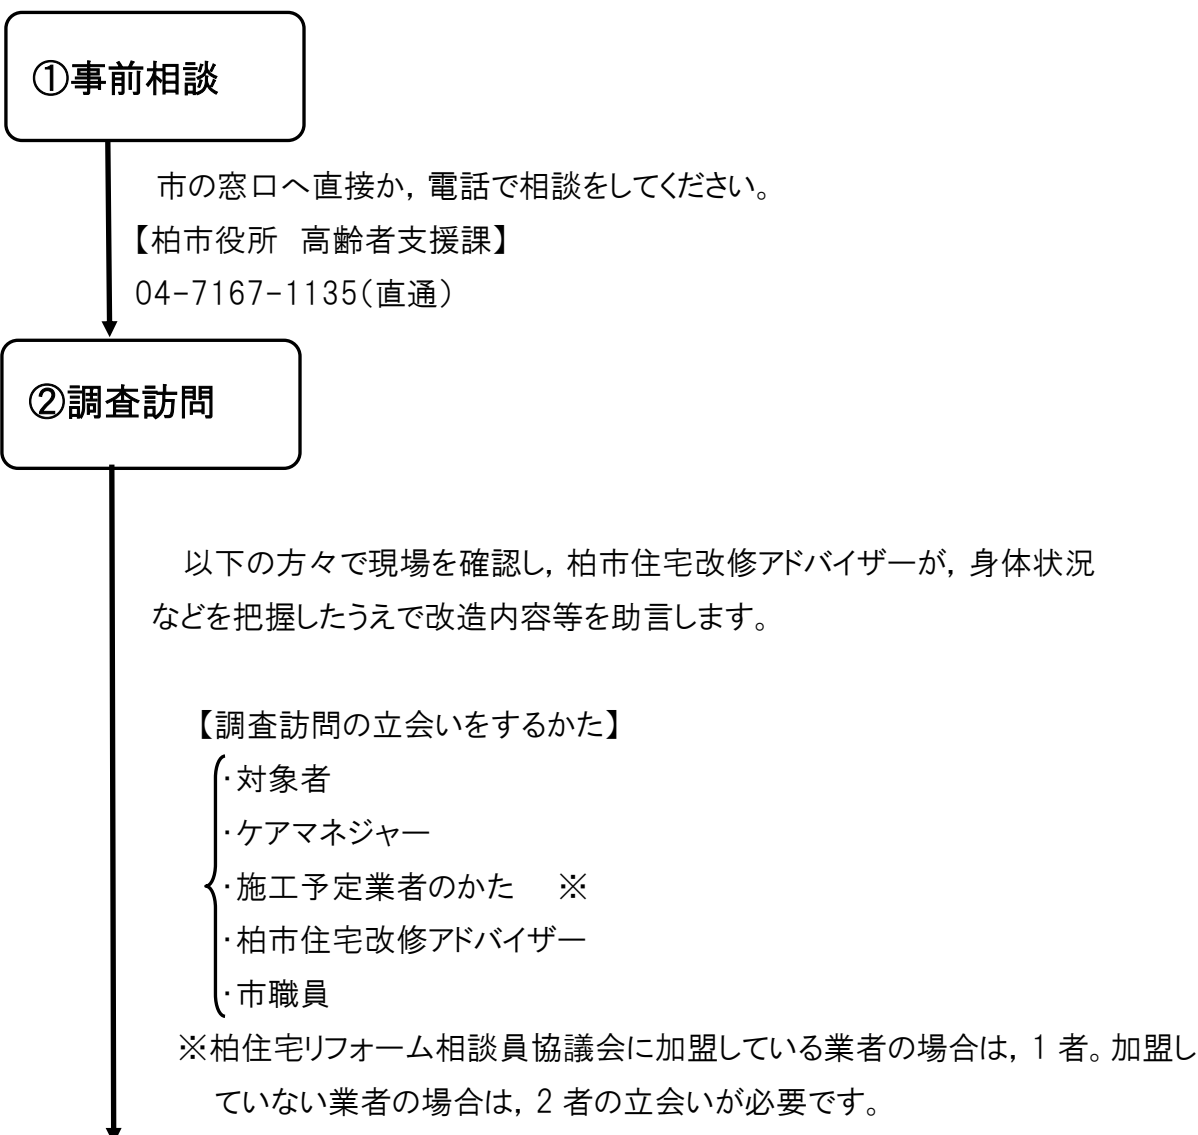 ①事前相談
市の窓口へ直接か，電話で相談をしてください。
【柏市役所　高齢者支援課】
04-7167-1135（直通）
②調査訪問
以下の方々で現場を確認し，柏市住宅改修アドバイザーが，身体状況
などを把握したうえで改造内容等を助言します。
【調査訪問の立会いをするかた】
・対象者
・ケアマネジャー
・施工予定業者のかた　※
・柏市住宅改修アドバイザー
・市職員
※柏住宅リフォーム相談員協議会に加盟している業者の場合は，1 者。加盟し
ていない業者の場合は，2 者の立会いが必要です。